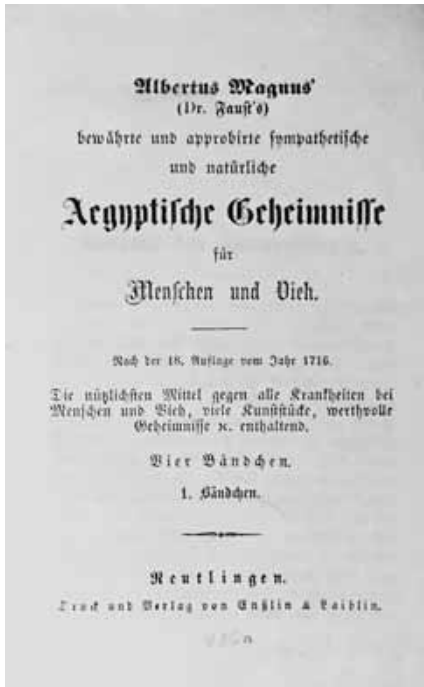 Albertus Magnus'
(Dr. Faust's)
bewährte und approbirte sympathetische
und natürliche
Aegyptische Geheimnisse
für
Menschen und Vieh.
Nach der 18. Auflage vom Jahr 1716.
Die nützlichsten Mittel gegen alle Krankheiten bei
Menschen und Vieh, viele Kunststücke, werthvolle
Geheimnisse ꝛc. enthaltend.
Vier Bändchen.
1. Bändchen.
Reutlingen.
Druck und Verlag von Enßlin & Laiblin.